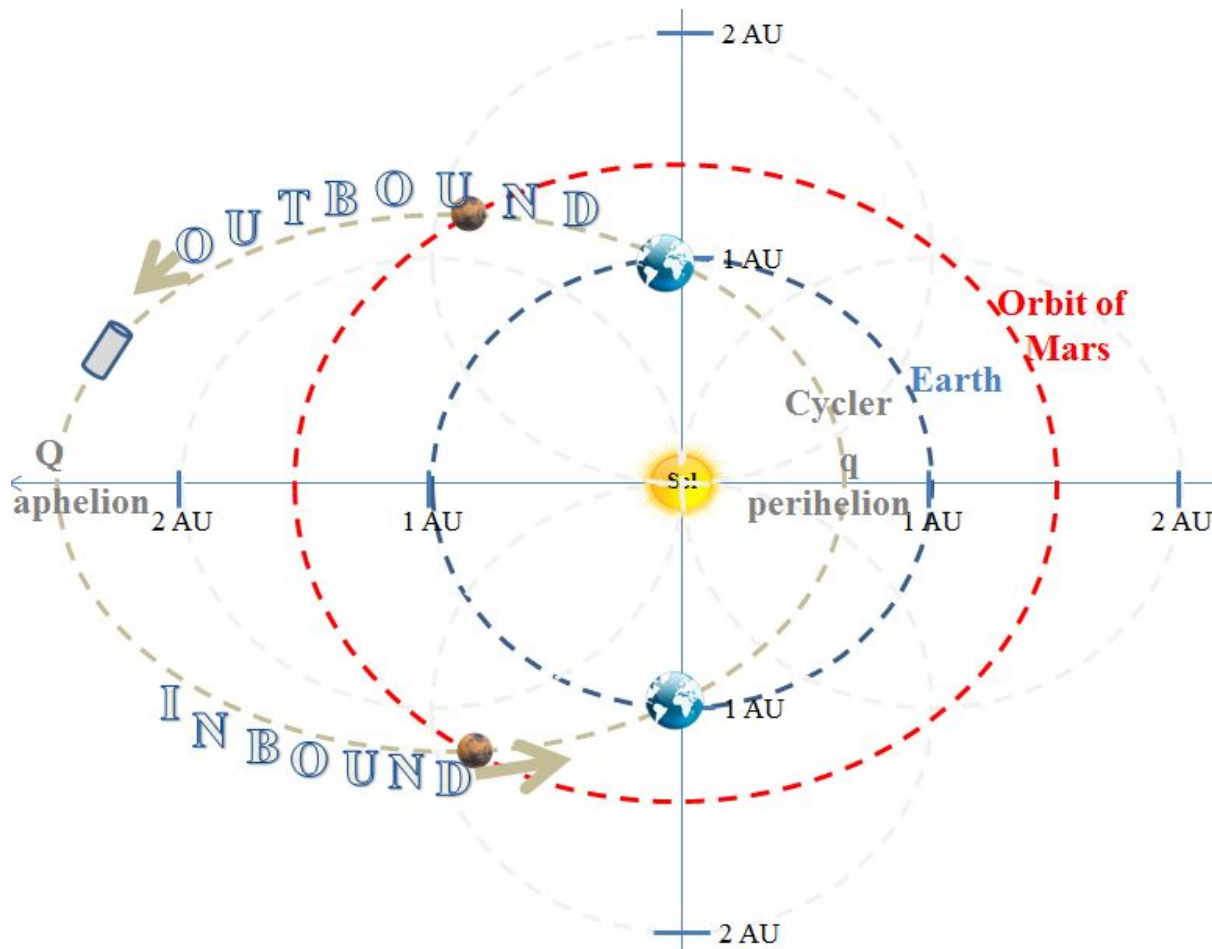 2 AU
OUTBOUND
1 AU
Orbit of
Mars
Earth
Cycler
Q
q
Sol
aphelion
perihelion
2 AU
1 AU
1 AU
2 AU
INBOUND
1 AU
2 AU